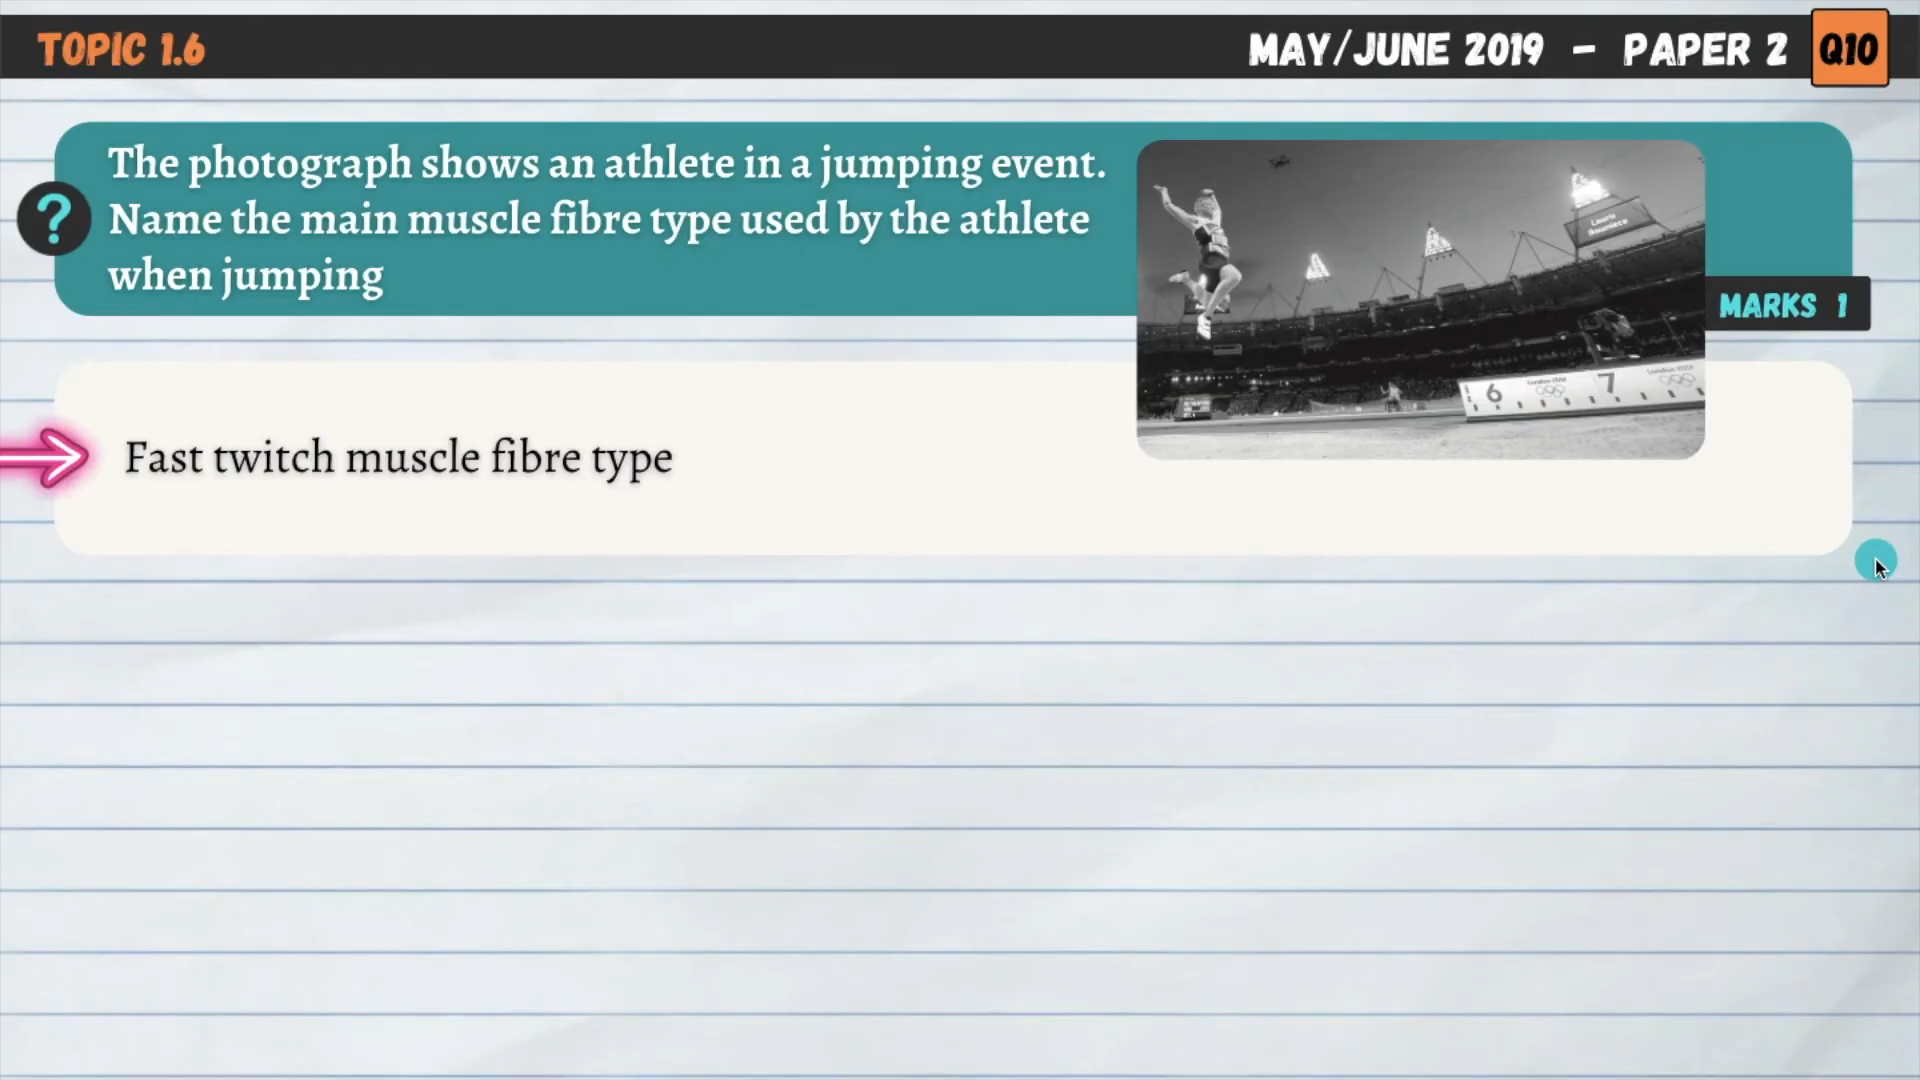 TOPIC 1.6
MAY/JUNE 2019 - PAPER 2
Q10
?
The photograph shows an athlete in a jumping event.
Name the main muscle fibre type used by the athlete
when jumping
MARKS 1
6
7
Fast twitch muscle fibre type